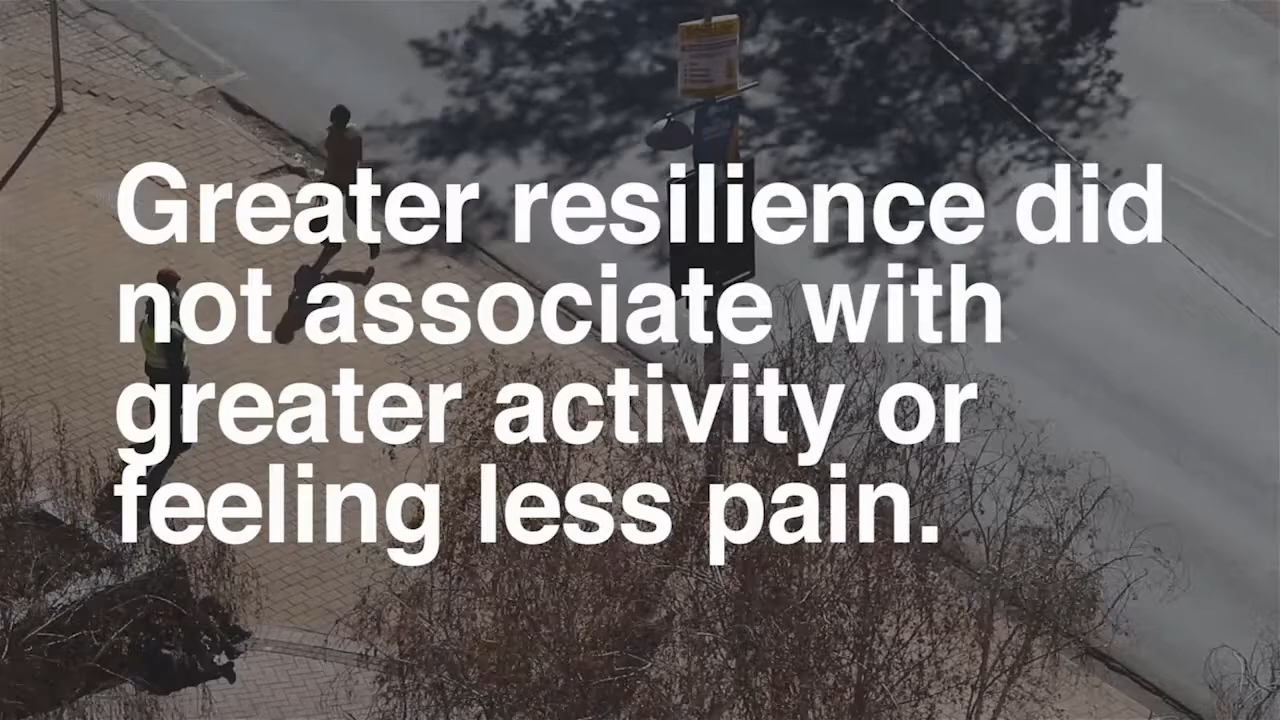 Greater resilience did
not associate with
greater activity or
feeling less pain.